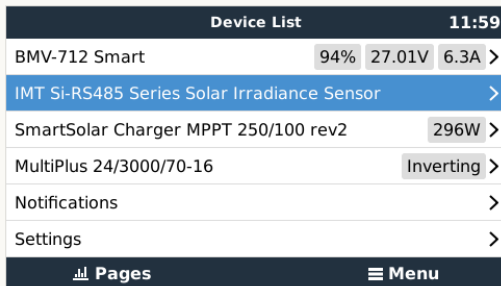 Device List 11:59
BMV-712 Smart 94% 27.01V 6.3A
IMT Si-RS485 Series Solar Irradiance Sensor
SmartSolar Charger MPPT 250/100 rev2 296W
MultiPlus 24/3000/70-16 Inverting
Notifications
Settings
Pages Menu